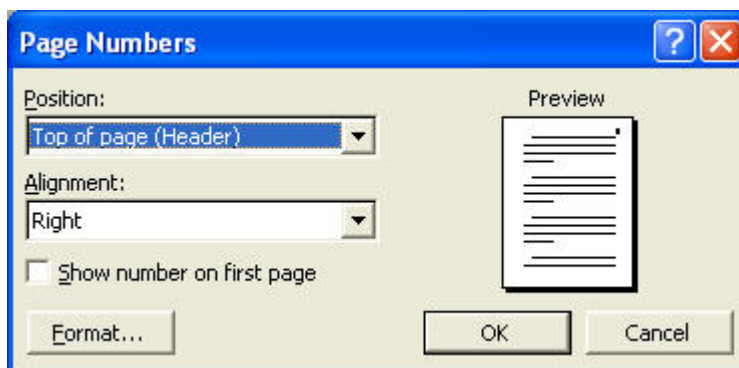 Page Numbers
Position:
Preview
Top of page (Header)
Alignment:
Right
Show number on first page
Format...
OK
Cancel